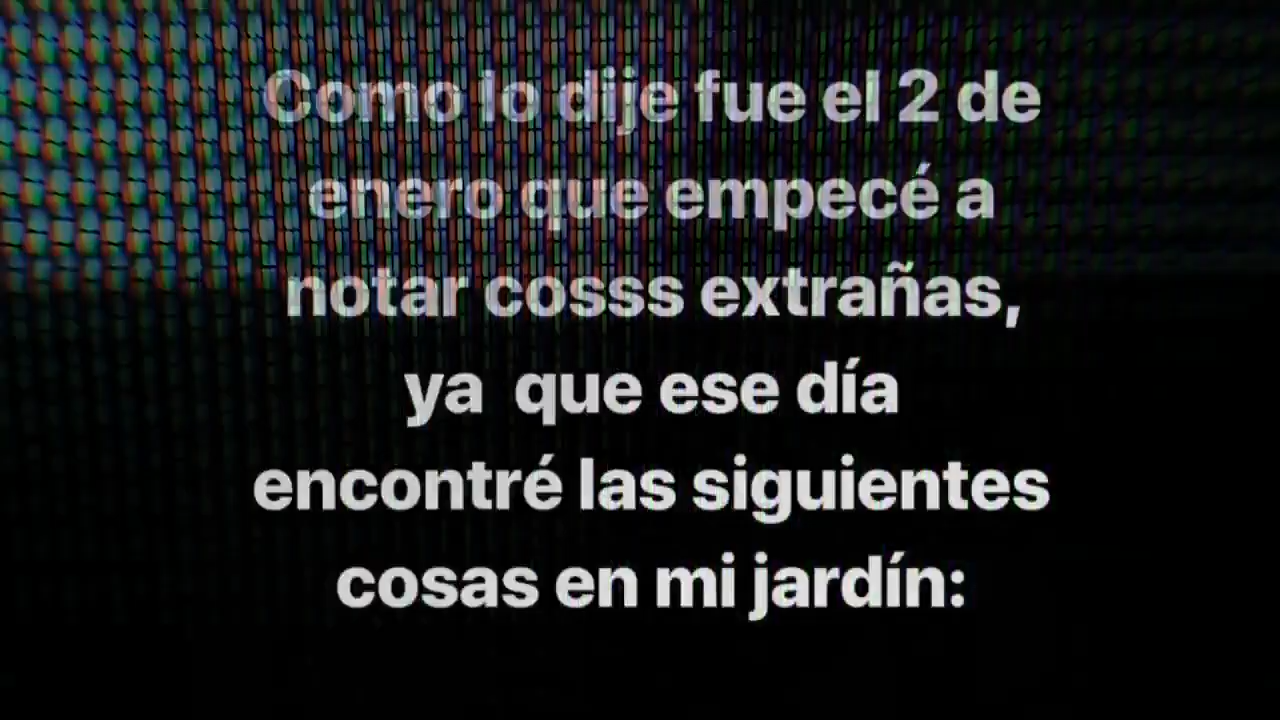 Como lo dije fue el 2 de
enero que empecé a
notar cosss extrañas,
ya  que ese día
encontré las siguientes
cosas en mi jardín: